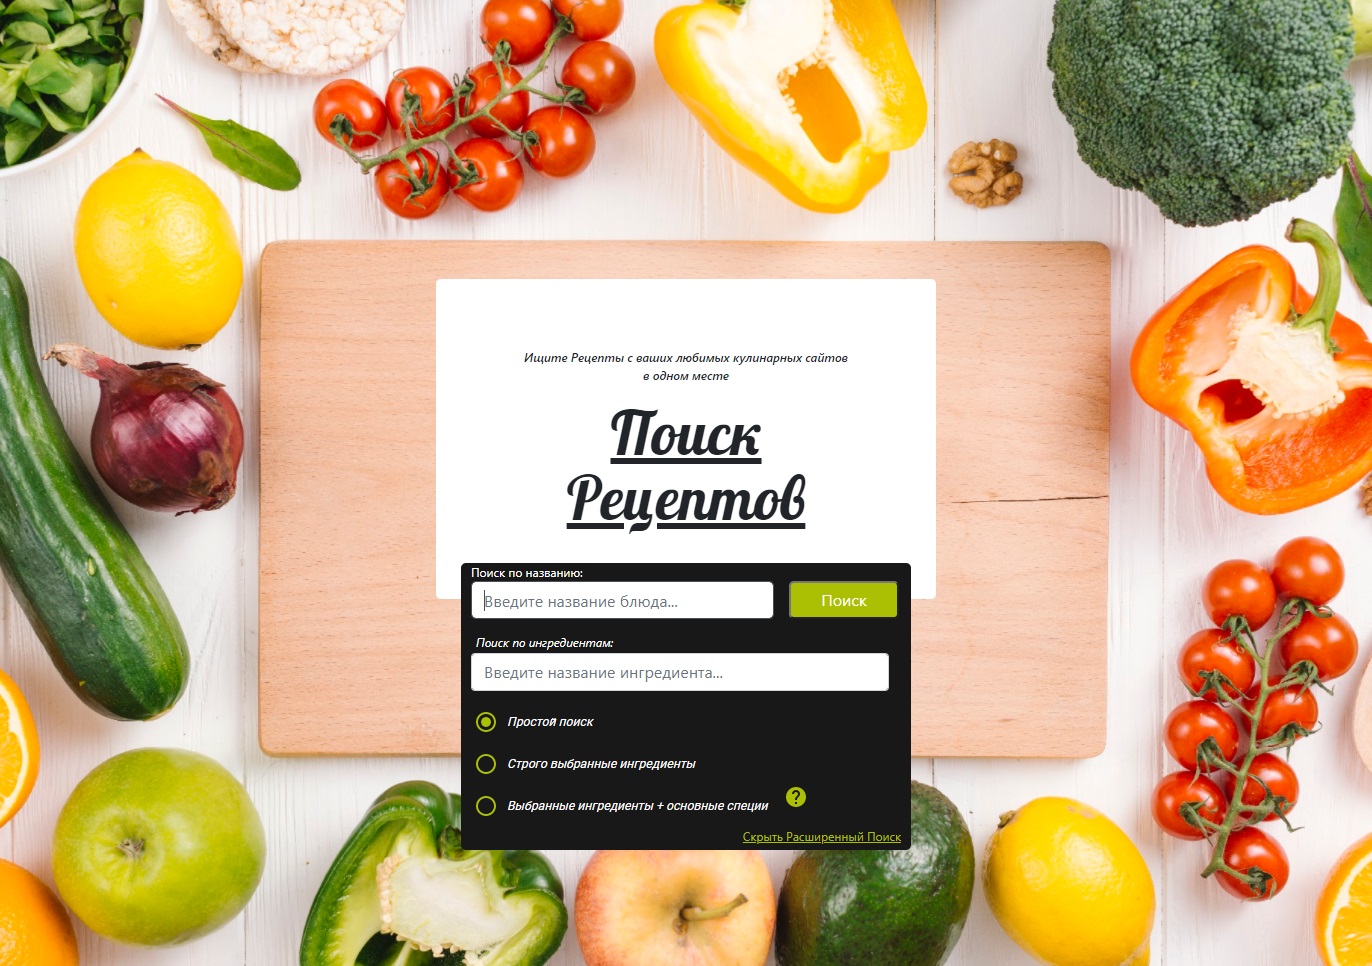 Ищите Рецепты с ваших любимых кулинарных сайтов
в одном месте
Поиск
Рецептов
Поиск по названию:
Введите название блюда...
Поиск
Поиск по ингредиентам:
Введите название ингредиента...
Простой поиск
Строго выбранные ингредиенты
Выбранные ингредиенты + основные специи
?
Скрыть Расширенный Поиск